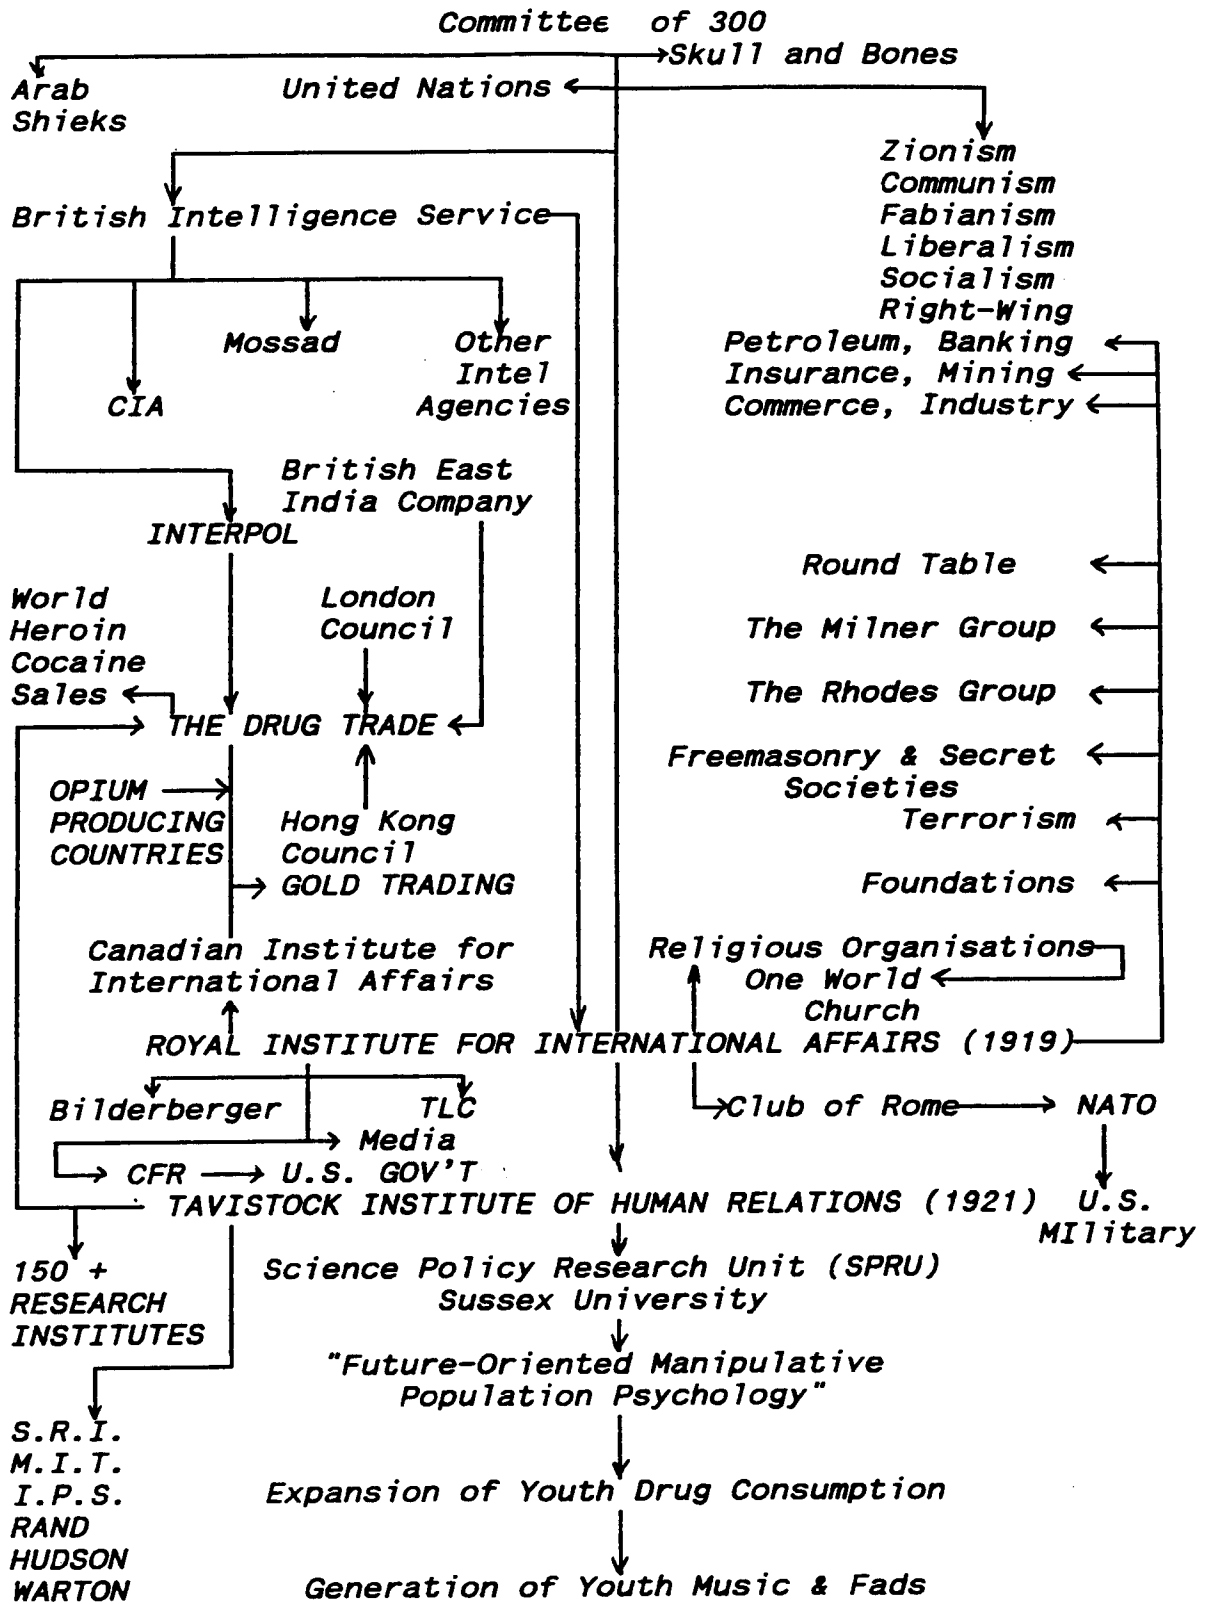 Committee of 300
Skull and Bones
Arab
Shieks
United Nations
Zionism
Communism
Fabianism
Liberalism
Socialism
Right-Wing
Petroleum, Banking
Insurance, Mining
Commerce, Industry
British Intelligence Service
Mossad
Other
Intel
Agencies
CIA
British East
India Company
INTERPOL
Round Table
World
Heroin
Cocaine
Sales
London
Council
The Milner Group
The Rhodes Group
THE DRUG TRADE
Freemasonry & Secret
Societies
OPIUM
PRODUCING
COUNTRIES
Hong Kong
Council
GOLD TRADING
Terrorism
Foundations
Canadian Institute for
International Affairs
Religious Organisations
One World
Church
ROYAL INSTITUTE FOR INTERNATIONAL AFFAIRS (1919)
Bilderberger
TLC
Media
Club of Rome
NATO
CFR
U.S. GOV'T
TAVISTOCK INSTITUTE OF HUMAN RELATIONS (1921)
U.S.
MIlitary
150 +
RESEARCH
INSTITUTES
Science Policy Research Unit (SPRU)
Sussex University
"Future-Oriented Manipulative
Population Psychology"
S.R.I.
M.I.T.
I.P.S.
RAND
HUDSON
WARTON
Expansion of Youth Drug Consumption
Generation of Youth Music & Fads